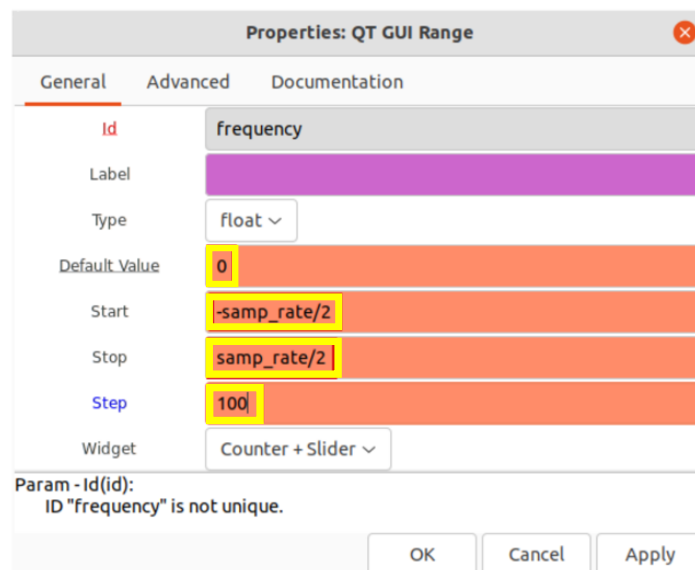 Properties: QT GUI Range
General Advanced Documentation
Id frequency
Label
Type float
Default Value 0
Start -samp_rate/2
Stop samp_rate/2
Step 100
Widget Counter + Slider
Param - Id(id):
ID "frequency" is not unique.
OK Cancel Apply